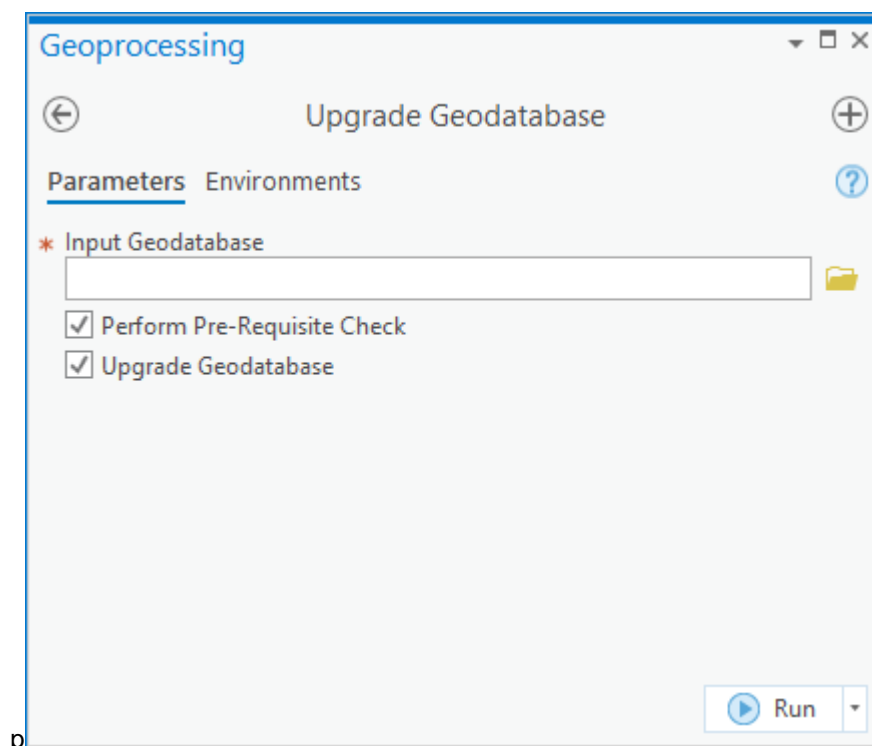 Geoprocessing
Upgrade Geodatabase
Parameters Environments
* Input Geodatabase
Perform Pre-Requisite Check
Upgrade Geodatabase
Run
p